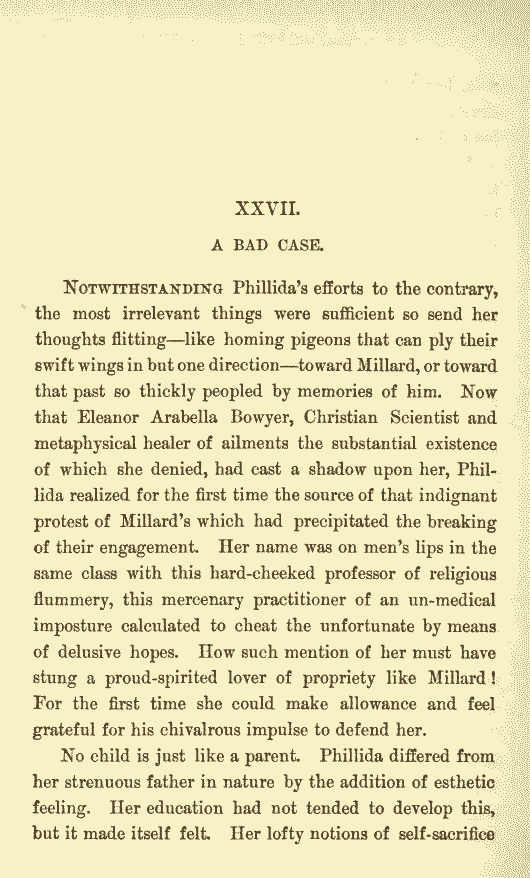 XXVII.
A BAD CASE.
NOTWITHSTANDING Phillida's efforts to the contrary,
the most irrelevant things were sufficient so send her
thoughts flitting—like homing pigeons that can ply their
swift wings in but one direction—toward Millard, or toward
that past so thickly peopled by memories of him. Now
that Eleanor Arabella Bowyer, Christian Scientist and
metaphysical healer of ailments the substantial existence
of which she denied, had cast a shadow upon her, Phil-
lida realized for the first time the source of that indignant
protest of Millard's which had precipitated the breaking
of their engagement. Her name was on men's lips in the
same class with this hard-cheeked professor of religious
flummery, this mercenary practitioner of an un-medical
imposture calculated to cheat the unfortunate by means
of delusive hopes. How such mention of her must have
stung a proud-spirited lover of propriety like Millard!
For the first time she could make allowance and feel
grateful for his chivalrous impulse to defend her.
No child is just like a parent. Phillida differed from
her strenuous father in nature by the addition of esthetic
feeling. Her education had not tended to develop this,
but it made itself felt. Her lofty notions of self-sacrifice